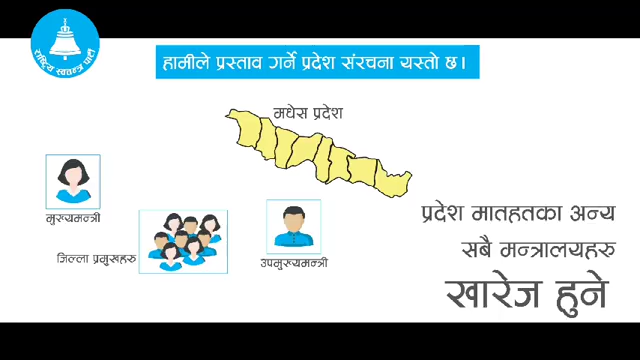 राष्ट्रिय स्वतन्त्र पार्टी
हामीले प्रस्ताव गर्ने प्रदेश संरचना यस्तो छ।
मधेस प्रदेश
मुख्यमन्त्री
जिल्ला प्रमुखहरु
उपमुख्यमन्त्री
प्रदेश मातहतका अन्य
सबै मन्त्रालयहरु
खारेज हुने